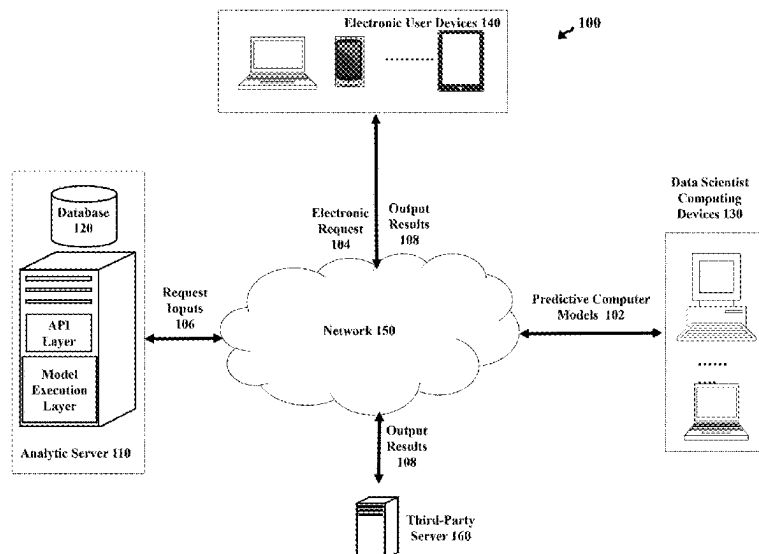 Electronic User Devices 140
100
Database
120
API
Layer
Model
Execution
Layer
Analytic Server 110
Request
Inputs
106
Electronic
Request
104
Output
Results
108
Network 150
Predictive Computer
Models 102
Data Scientist
Computing
Devices 130
Output
Results
108
Third-Party
Server 160